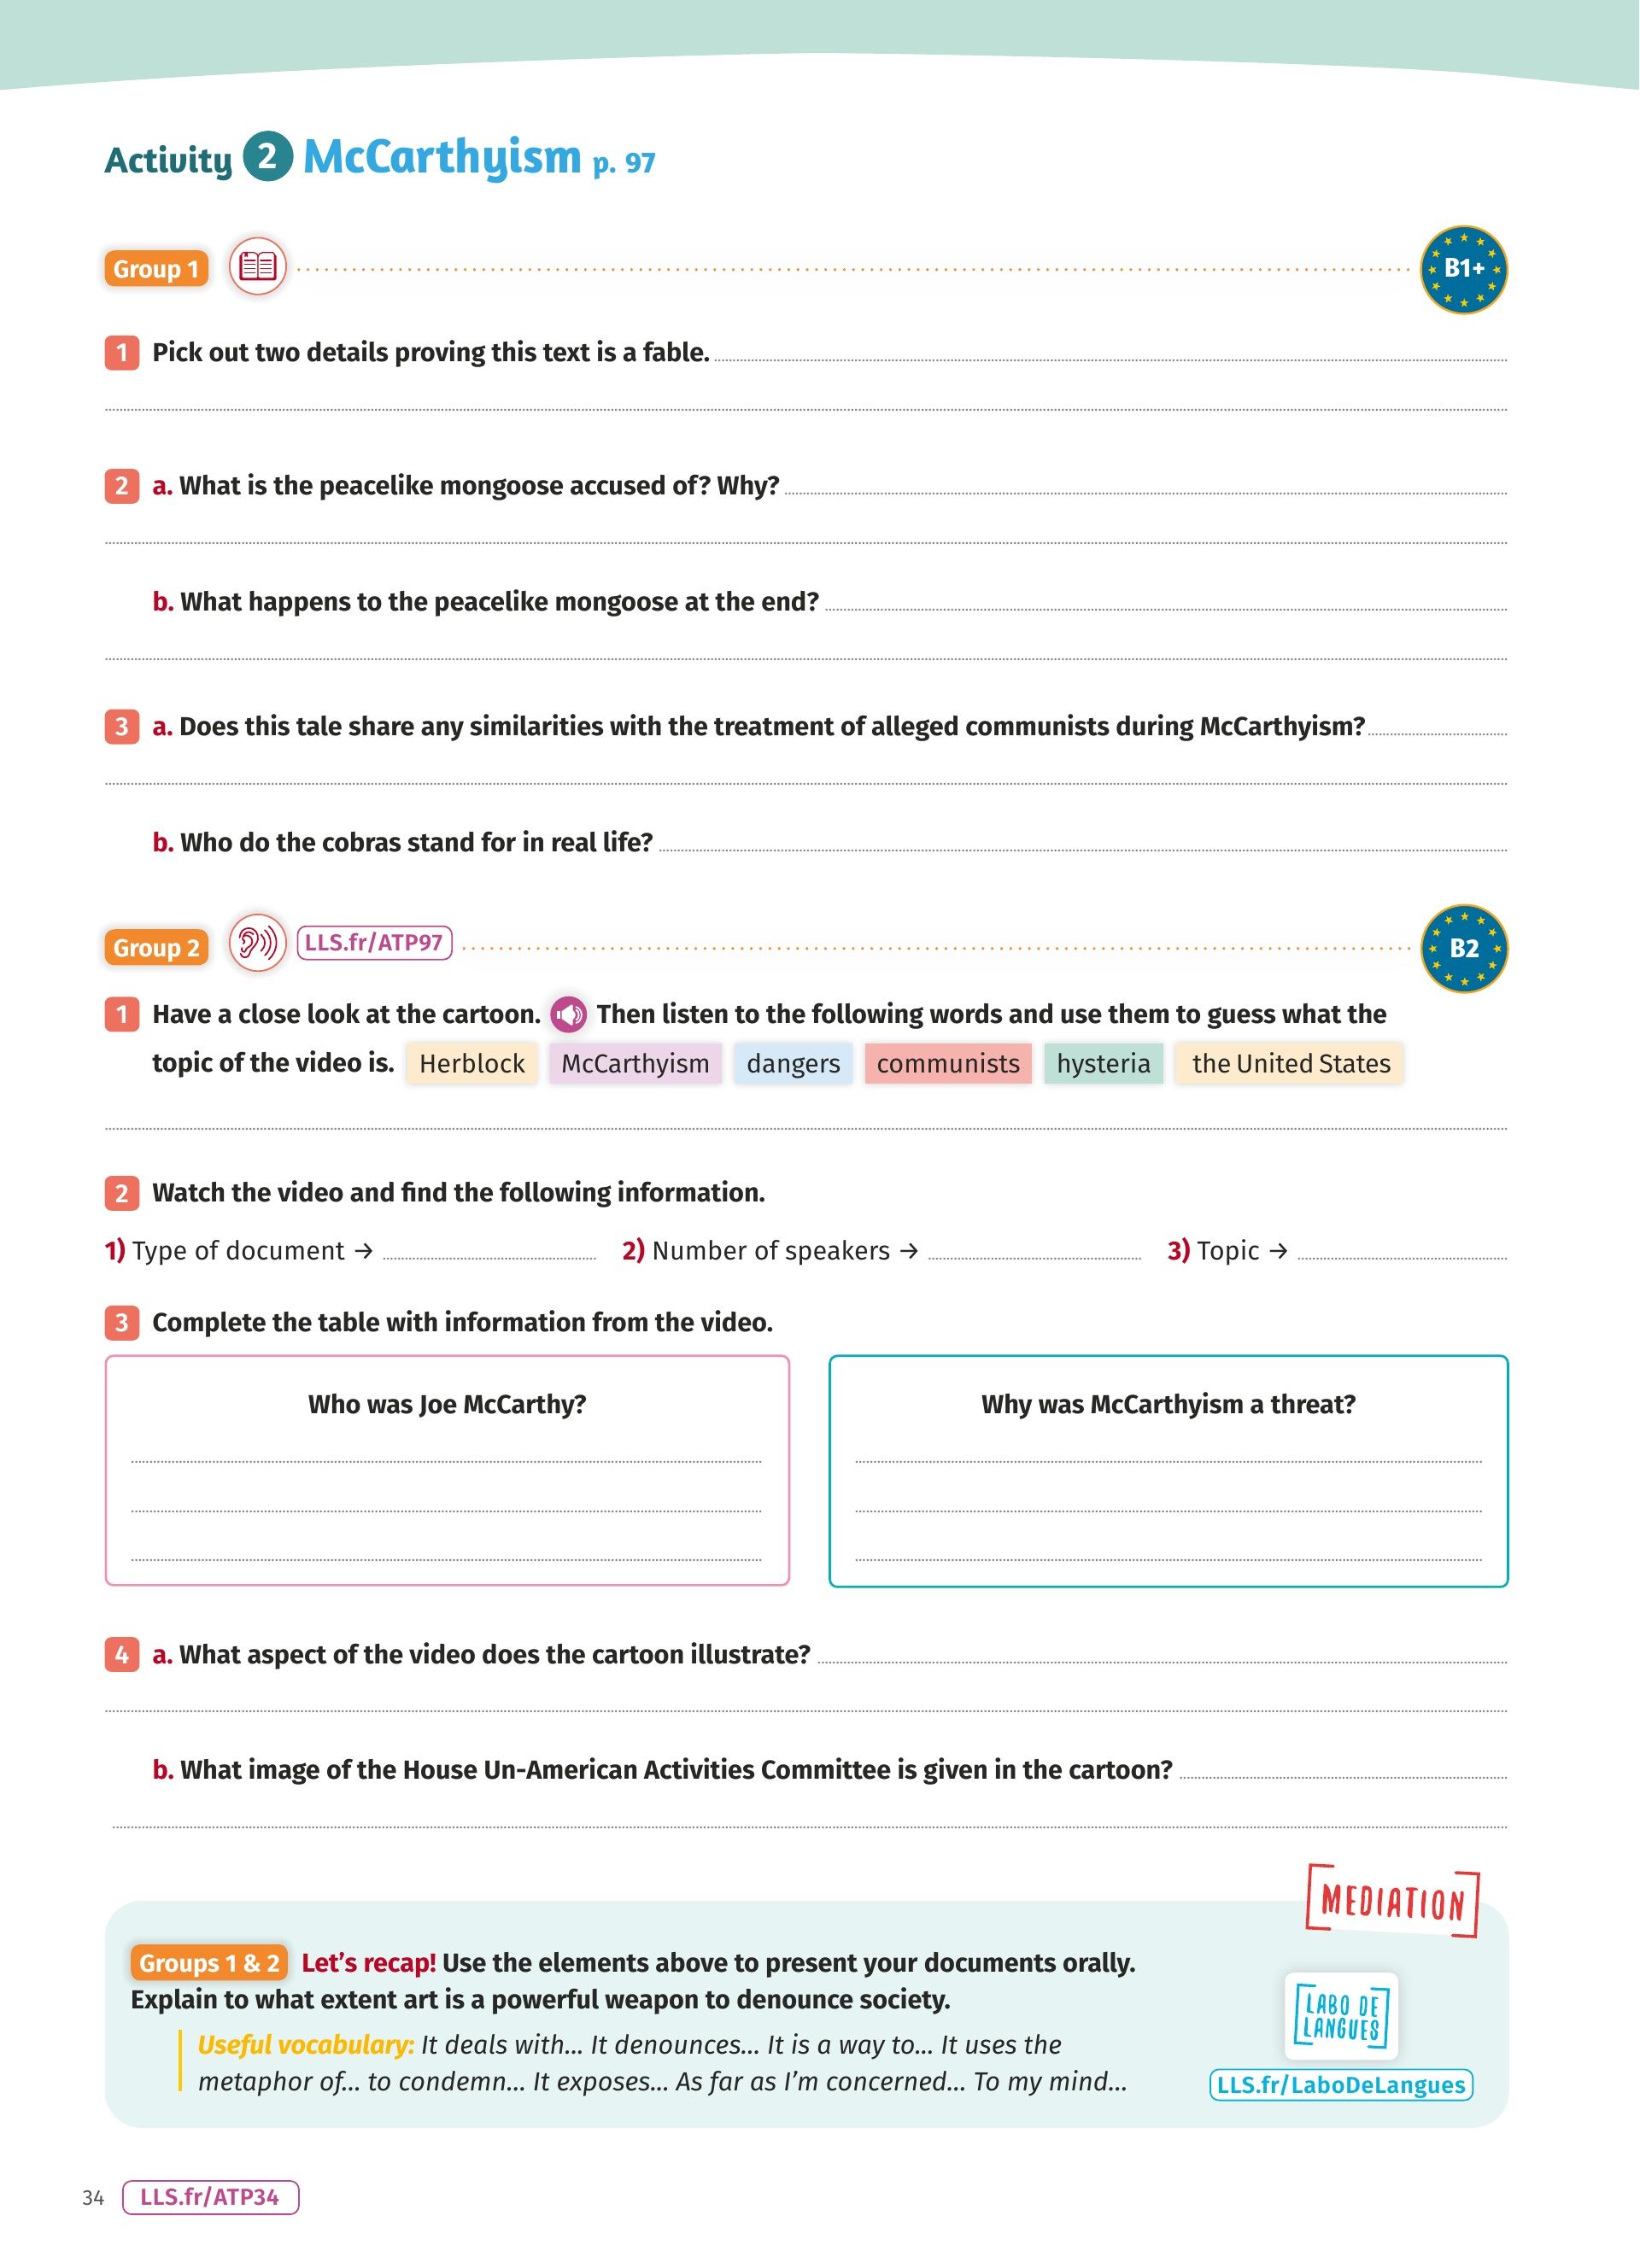 Activity 2 McCarthyism p. 97
Group 1
B1+
1 Pick out two details proving this text is a fable.
2 a. What is the peacelike mongoose accused of? Why?
b. What happens to the peacelike mongoose at the end?
3 a. Does this tale share any similarities with the treatment of alleged communists during McCarthyism?
b. Who do the cobras stand for in real life?
Group 2 LLS.fr/ATP97
B2
1 Have a close look at the cartoon. Then listen to the following words and use them to guess what the
topic of the video is. Herblock McCarthyism dangers communists hysteria the United States
2 Watch the video and find the following information.
1) Type of document → 2) Number of speakers → 3) Topic →
3 Complete the table with information from the video.
Who was Joe McCarthy?
Why was McCarthyism a threat?
4 a. What aspect of the video does the cartoon illustrate?
b. What image of the House Un-American Activities Committee is given in the cartoon?
MEDIATION
Groups 1 & 2 Let's recap! Use the elements above to present your documents orally.
Explain to what extent art is a powerful weapon to denounce society.
Useful vocabulary: It deals with... It denounces... It is a way to... It uses the
metaphor of... to condemn... It exposes... As far as I'm concerned... To my mind...
LABO DE
LANGUES
LLS.fr/LaboDeLangues
34 LLS.fr/ATP34